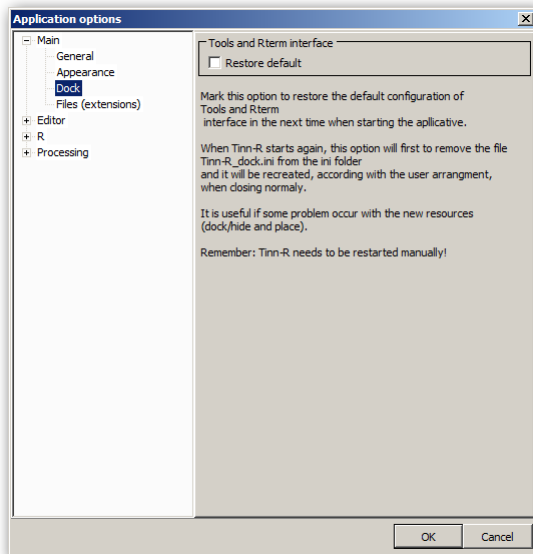 Application options
Main
General
Appearance
Dock
Files (extensions)
Editor
R
Processing
Tools and Rterm interface
Restore default
Mark this option to restore the default configuration of
Tools and Rterm
interface in the next time when starting the apllicative.
When Tinn-R starts again, this option will first to remove the file
Tinn-R_dock.ini from the ini folder
and it will be recreated, according with the user arrangment,
when closing normaly.
It is useful if some problem occur with the new resources
(dock/hide and place).
Remember: Tinn-R needs to be restarted manually!
OK
Cancel